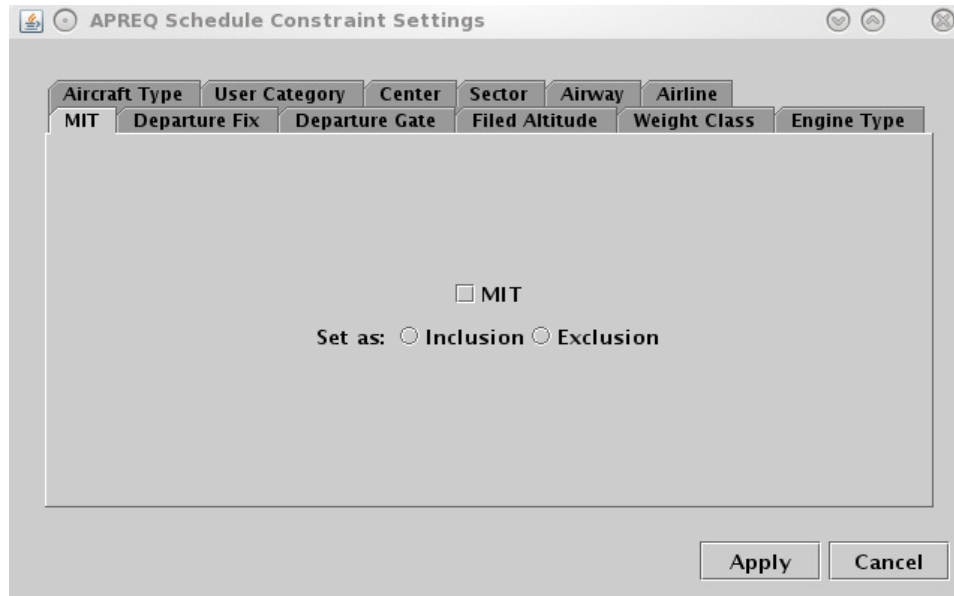 APREQ Schedule Constraint Settings
Aircraft Type User Category Center Sector Airway Airline
MIT Departure Fix Departure Gate Filed Altitude Weight Class Engine Type
MIT
Set as: Inclusion Exclusion
Apply Cancel